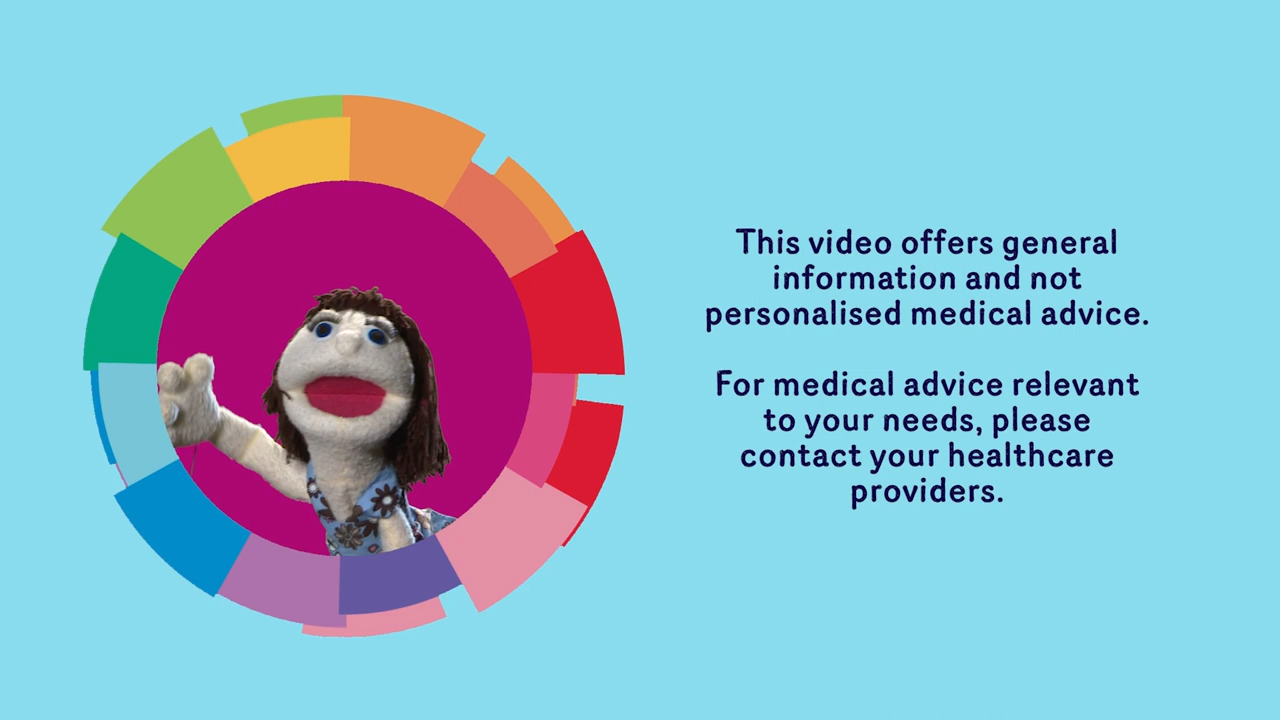 This video offers general
information and not
personalised medical advice.
For medical advice relevant
to your needs, please
contact your healthcare
providers.